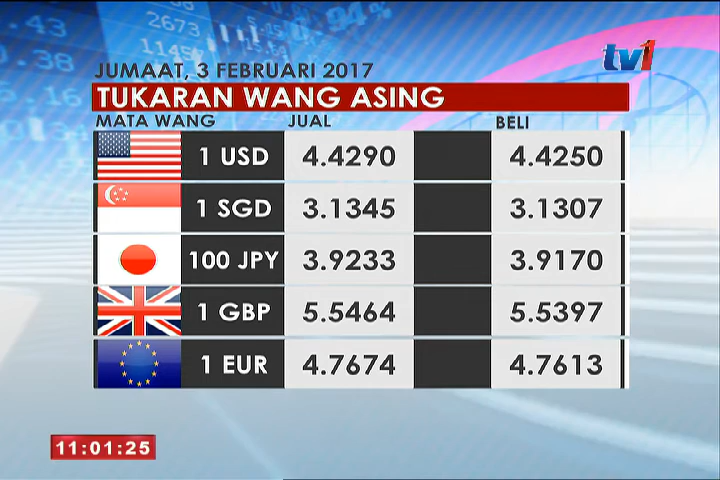 tv1
JUMAAT, 3 FEBRUARI 2017
TUKARAN WANG ASING
MATA WANG JUAL BELI
1 USD 4.4290 4.4250
1 SGD 3.1345 3.1307
100 JPY 3.9233 3.9170
1 GBP 5.5464 5.5397
1 EUR 4.7674 4.7613
11:01:25